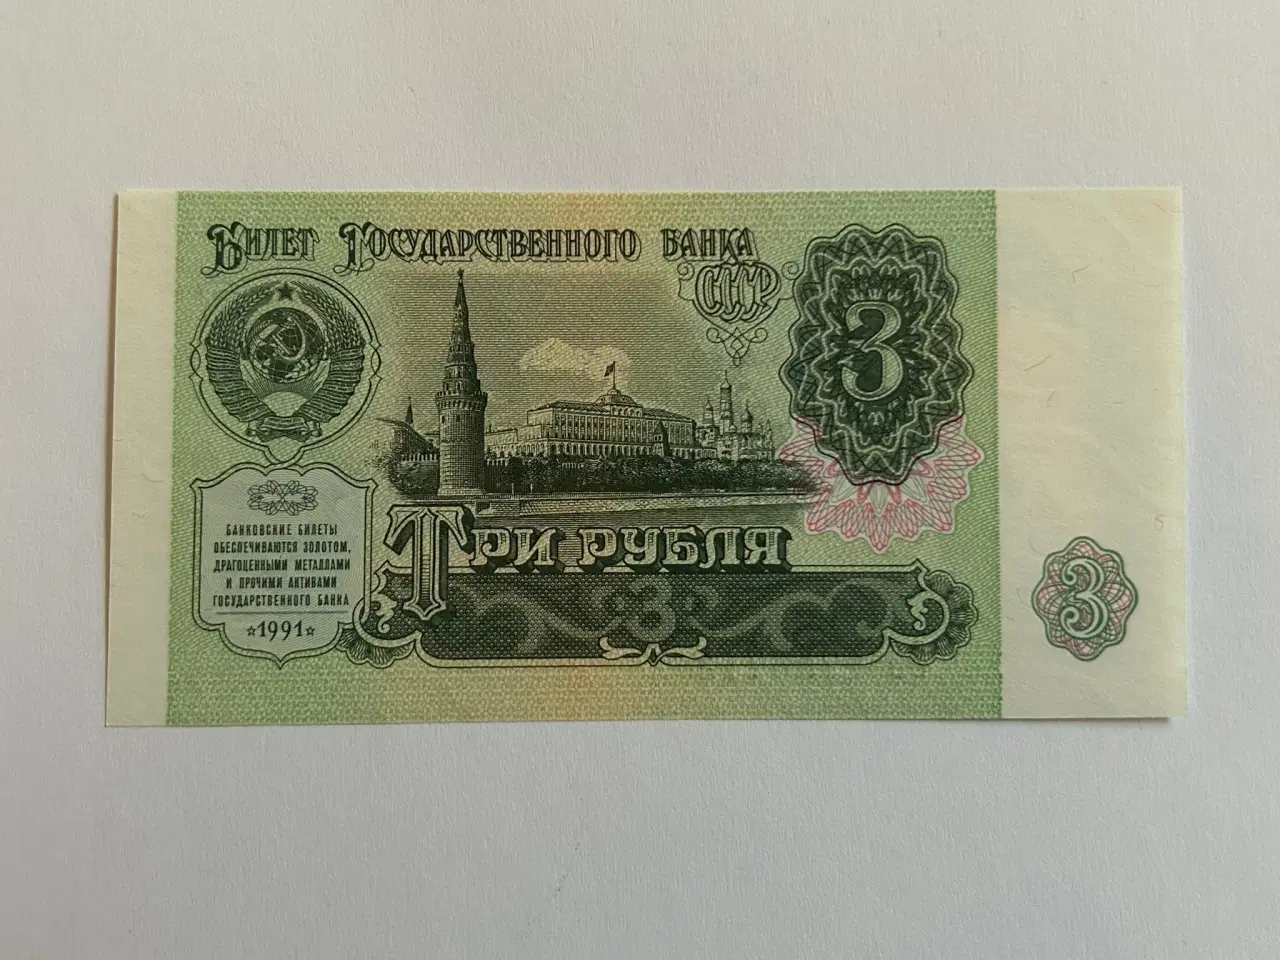 Билет Государственного Банка
СССР
3
Три рубля
3
БАНКОВСКИЕ БИЛЕТЫ
ОБЕСПЕЧИВАЮТСЯ ЗОЛОТОМ,
ДРАГОЦЕННЫМИ МЕТАЛЛАМИ
И ПРОЧИМИ АКТИВАМИ
ГОСУДАРСТВЕННОГО БАНКА
☆1991☆
3